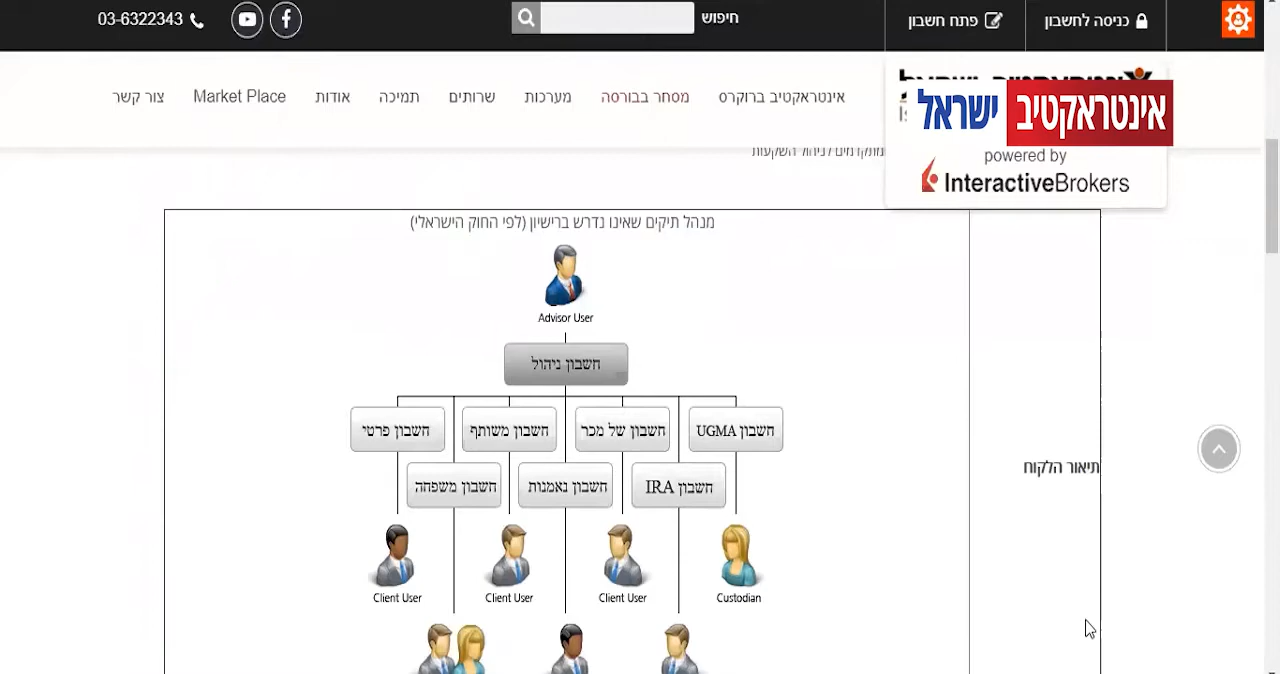 כניסה לחשבון
פתח חשבון
חיפוש
03-6322343
אינטראקטיב ישראל
powered by
InteractiveBrokers
אינטראקטיב ברוקרס
מסחר בבורסה
מערכות
שרותים
תמיכה
אודות
Market Place
צור קשר
מתקדמים לניהול השקעות
תיאור הלקוח
מנהל תיקים שאינו נדרש ברישיון (לפי החוק הישראלי)
Advisor User
חשבון ניהול
חשבון UGMA
חשבון של מכר
חשבון משותף
חשבון פרטי
חשבון IRA
חשבון נאמנות
חשבון משפחה
Client User
Client User
Client User
Custodian